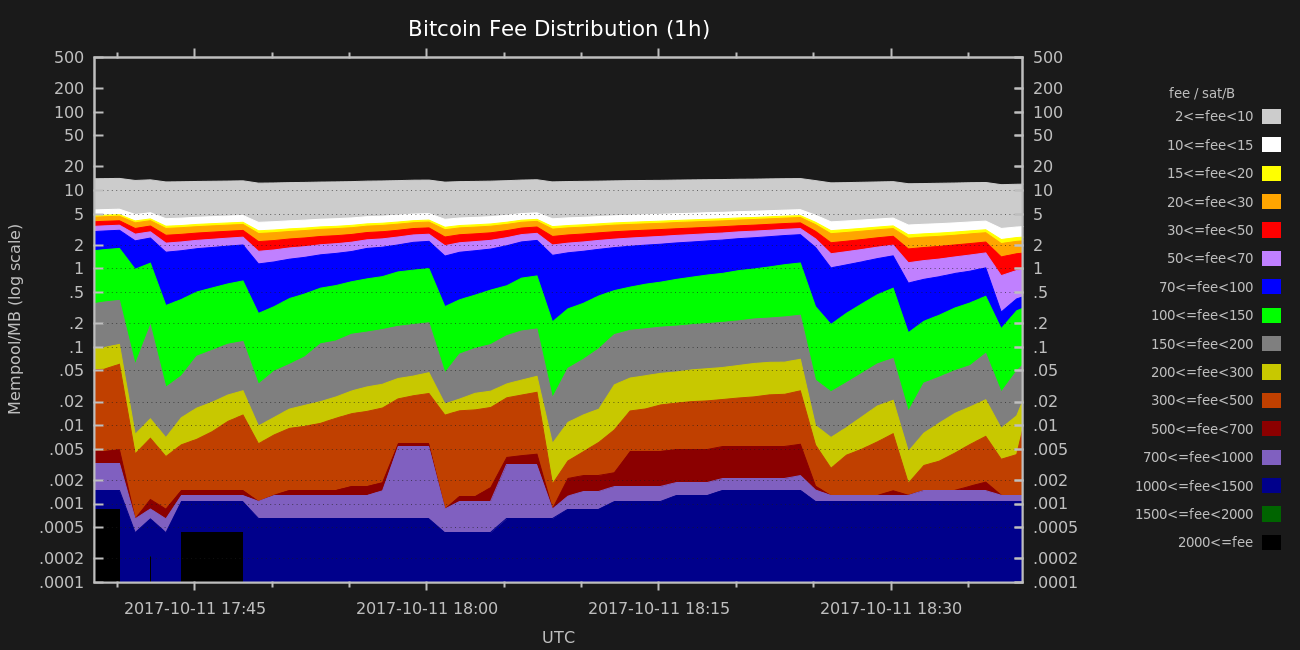 Bitcoin Fee Distribution (1h)
500
200
100
50
20
10
5
2
1
.5
.2
.1
.05
.02
.01
.005
.002
.001
.0005
.0002
.0001
Mempool/MB (log scale)
500
200
100
50
20
10
5
2
1
.5
.2
.1
.05
.02
.01
.005
.002
.001
.0005
.0002
.0001
2017-10-11 17:45
2017-10-11 18:00
2017-10-11 18:15
2017-10-11 18:30
UTC
fee / sat/B
2<=fee<10
10<=fee<15
15<=fee<20
20<=fee<30
30<=fee<50
50<=fee<70
70<=fee<100
100<=fee<150
150<=fee<200
200<=fee<300
300<=fee<500
500<=fee<700
700<=fee<1000
1000<=fee<1500
1500<=fee<2000
2000<=fee